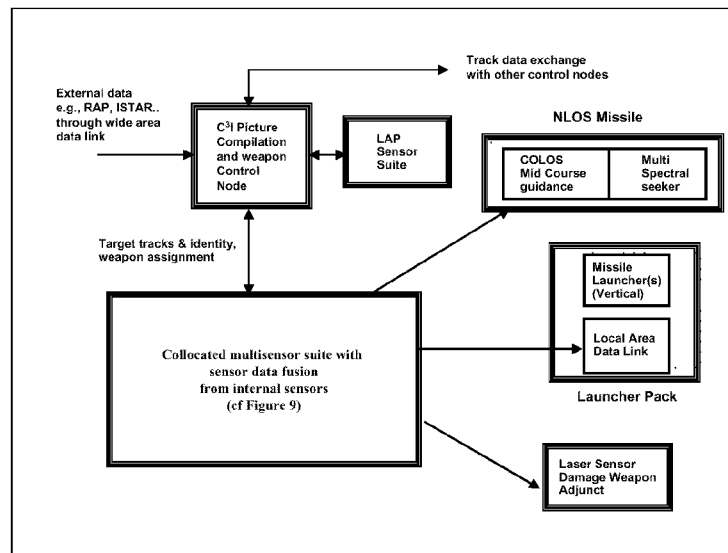 Track data exchange
with other control nodes
External data
e.g., RAP, ISTAR..
through wide area
data link
C³I Picture
Compilation
and weapon
Control
Node
LAP
Sensor
Suite
NLOS Missile
COLOS
Mid Course
guidance
Multi
Spectral
seeker
Target tracks & identity,
weapon assignment
Missile
Launcher(s)
(Vertical)
Local Area
Data Link
Launcher Pack
Collocated multisensor suite with
sensor data fusion
from internal sensors
(cf Figure 9)
Laser Sensor
Damage Weapon
Adjunct